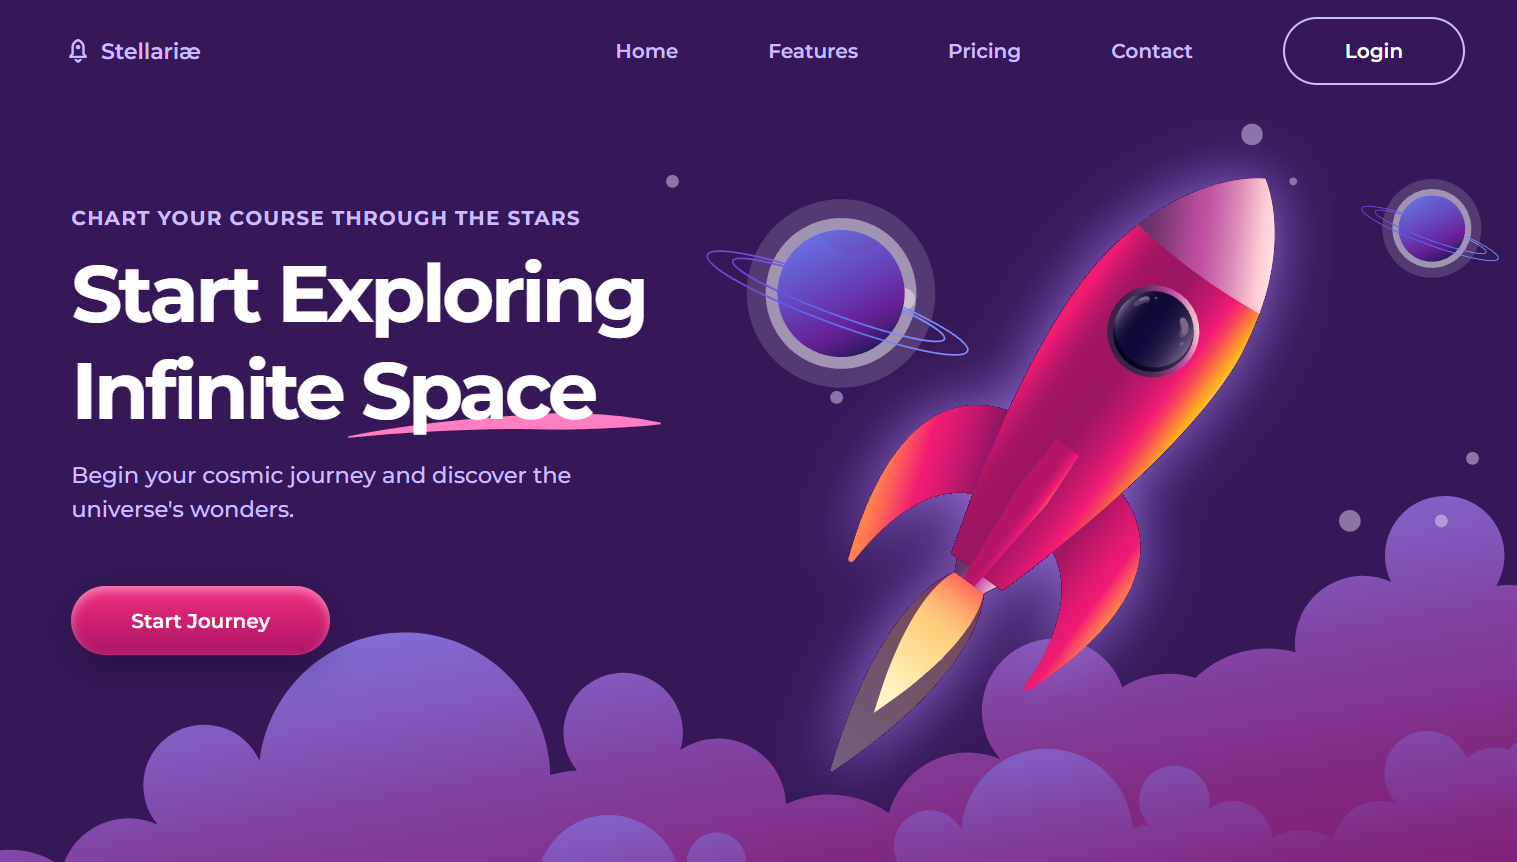 Stellariæ
Home
Features
Pricing
Contact
Login
CHART YOUR COURSE THROUGH THE STARS
Start Exploring
Infinite Space
Begin your cosmic journey and discover the
universe's wonders.
Start Journey